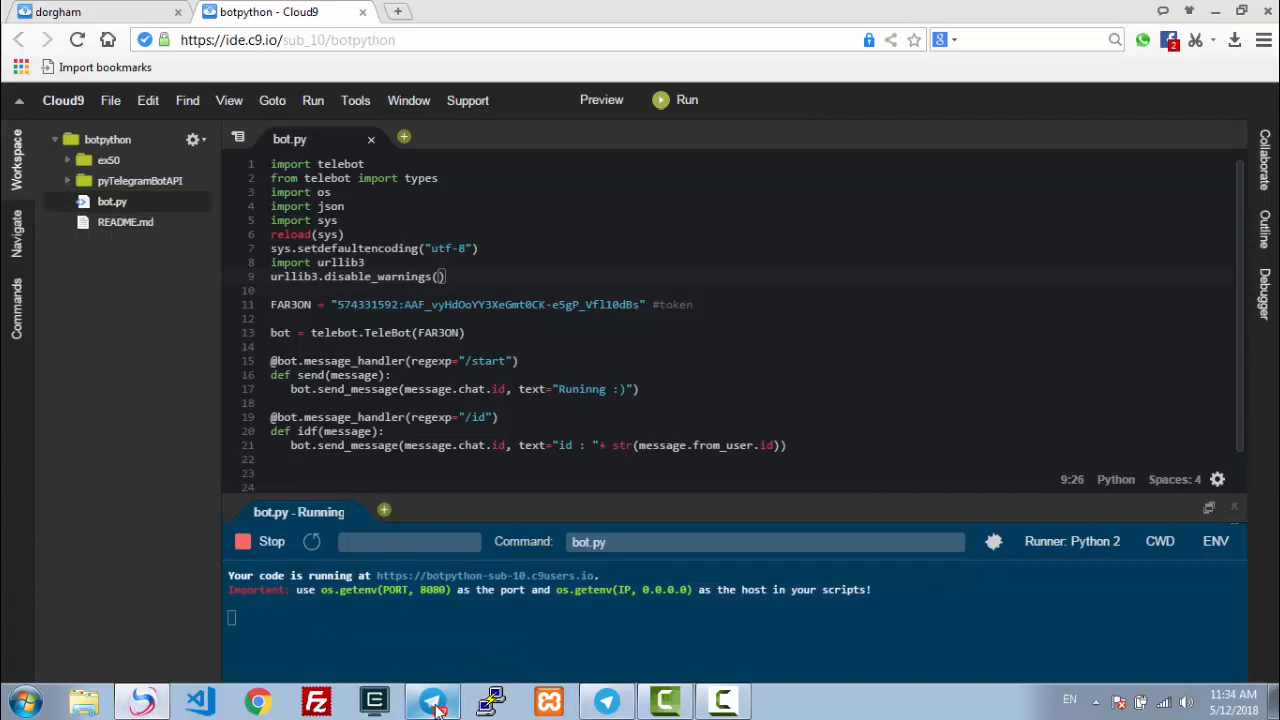 dorgham
botpython - Cloud9
https://ide.c9.io/sub_10/botpython
2
Import bookmarks
Cloud9 File Edit Find View Goto Run Tools Window Support Preview Run
Workspace
Navigate
Commands
botpython
ex50
pyTelegramBotAPI
bot.py
README.md
bot.py
1 import telebot
2 from telebot import types
3 import os
4 import json
5 import sys
6 reload(sys)
7 sys.setdefaultencoding("utf-8")
8 import urllib3
9 urllib3.disable_warnings()
10
11 FAR3ON = "574331592:AAF_vyHdOoYY3XeGmt0CK-e5gP_Vfl10dBs" #token
12
13 bot = telebot.TeleBot(FAR3ON)
14
15 @bot.message_handler(regexp="/start")
16 def send(message):
17 bot.send_message(message.chat.id, text="Runinng :)")
18
19 @bot.message_handler(regexp="/id")
20 def idf(message):
21 bot.send_message(message.chat.id, text="id : "+ str(message.from_user.id))
22
23
24
9:26 Python Spaces: 4
Collaborate
Outline
Debugger
bot.py - Running
Stop Command: bot.py Runner: Python 2 CWD ENV
Your code is running at https://botpython-sub-10.c9users.io.
Important: use os.getenv(PORT, 8080) as the port and os.getenv(IP, 0.0.0.0) as the host in your scripts!
EN
11:34 AM
5/12/2018